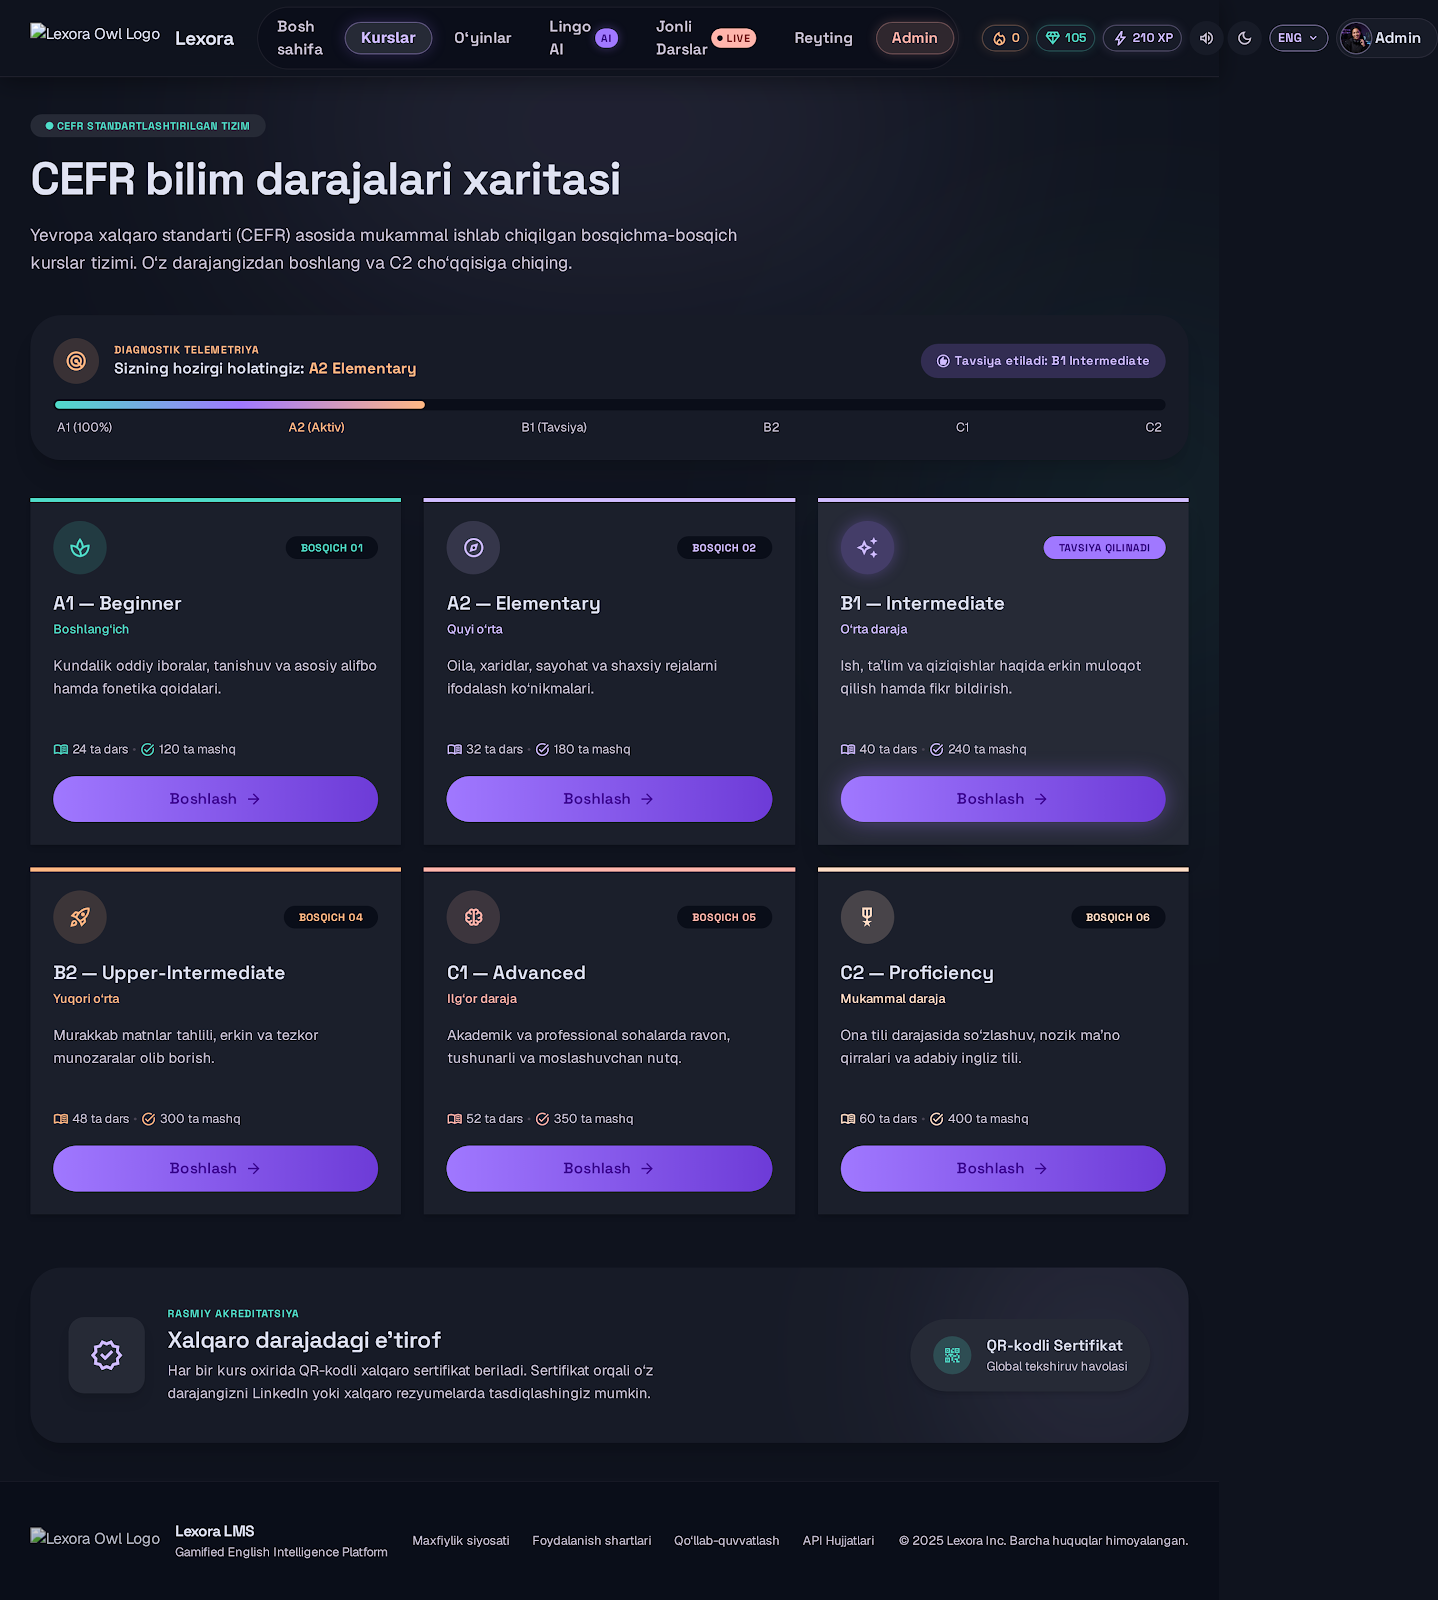 Lexora Owl Logo
Lexora
Bosh sahifa
Kurslar
O‘yinlar
Lingo AI
AI
Jonli Darslar
LIVE
Reyting
Admin
0
105
210 XP
ENG
Admin
CEFR STANDARTLASHTIRILGAN TIZIM
CEFR bilim darajalari xaritasi
Yevropa xalqaro standarti (CEFR) asosida mukammal ishlab chiqilgan bosqichma-bosqich
kurslar tizimi. O‘z darajangizdan boshlang va C2 cho‘qqisiga chiqing.
DIAGNOSTIK TELEMETRIYA
Sizning hozirgi holatingiz: A2 Elementary
Tavsiya etiladi: B1 Intermediate
A1 (100%)
A2 (Aktiv)
B1 (Tavsiya)
B2
C1
C2
BOSQICH 01
A1 — Beginner
Boshlang‘ich
Kundalik oddiy iboralar, tanishuv va asosiy alifbo
hamda fonetika qoidalari.
24 ta dars · 120 ta mashq
Boshlash →
BOSQICH 02
A2 — Elementary
Quyi o‘rta
Oila, xaridlar, sayohat va shaxsiy rejalarni
ifodalash ko‘nikmalari.
32 ta dars · 180 ta mashq
Boshlash →
TAVSIYA QILINADI
B1 — Intermediate
O‘rta daraja
Ish, ta’lim va qiziqishlar haqida erkin muloqot
qilish hamda fikr bildirish.
40 ta dars · 240 ta mashq
Boshlash →
BOSQICH 04
B2 — Upper-Intermediate
Yuqori o‘rta
Murakkab matnlar tahlili, erkin va tezkor
munozaralar olib borish.
48 ta dars · 300 ta mashq
Boshlash →
BOSQICH 05
C1 — Advanced
Ilg‘or daraja
Akademik va professional sohalarda ravon,
tushunarli va moslashuvchan nutq.
52 ta dars · 350 ta mashq
Boshlash →
BOSQICH 06
C2 — Proficiency
Mukammal daraja
Ona tili darajasida so‘zlashuv, nozik ma’no
qirralari va adabiy ingliz tili.
60 ta dars · 400 ta mashq
Boshlash →
RASMIY AKREDITATSIYA
Xalqaro darajadagi e’tirof
Har bir kurs oxirida QR-kodli xalqaro sertifikat beriladi. Sertifikat orqali o‘z
darajangizni LinkedIn yoki xalqaro rezyumelarda tasdiqlashingiz mumkin.
QR-kodli Sertifikat
Global tekshiruv havolasi
Lexora Owl Logo
Lexora LMS
Gamified English Intelligence Platform
Maxfiylik siyosati
Foydalanish shartlari
Qo‘llab-quvvatlash
API Hujjatlari
© 2025 Lexora Inc. Barcha huquqlar himoyalangan.